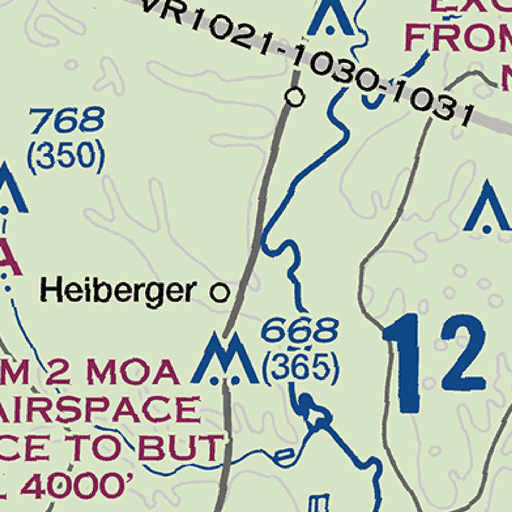 VR1021-1030-1031
EXC
FROM
N
768
(350)
A
Heiberger
668
(365)
12
M 2 MOA
AIRSPACE
CE TO BUT
L 4000'